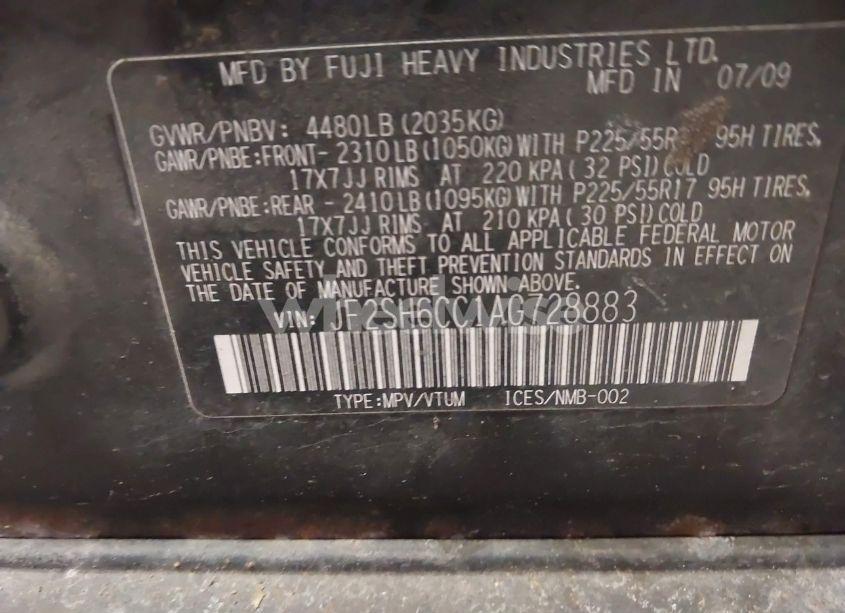 MFD BY FUJI HEAVY INDUSTRIES LTD.
MFD IN 07/09
GVWR/PNBV: 4480LB(2035KG)
GAWR/PNBE:FRONT- 2310LB(1050KG)WITH P225/55R 95H TIRES,
17X7JJ RIMS AT 220 KPA(32 PSI)COLD
GAWR/PNBE:REAR - 2410LB(1095KG)WITH P225/55R17 95H TIRES,
17X7JJ RIMS AT 210 KPA(30 PSI)COLD
THIS VEHICLE CONFORMS TO ALL APPLICABLE FEDERAL MOTOR
VEHICLE SAFETY AND THEFT PREVENTION STANDARDS IN EFFECT ON
THE DATE OF MANUFACTURE SHOWN ABOVE.
VIN: JF2SH6CC1AG728883
TYPE:MPV/VTUM ICES/NMB-002